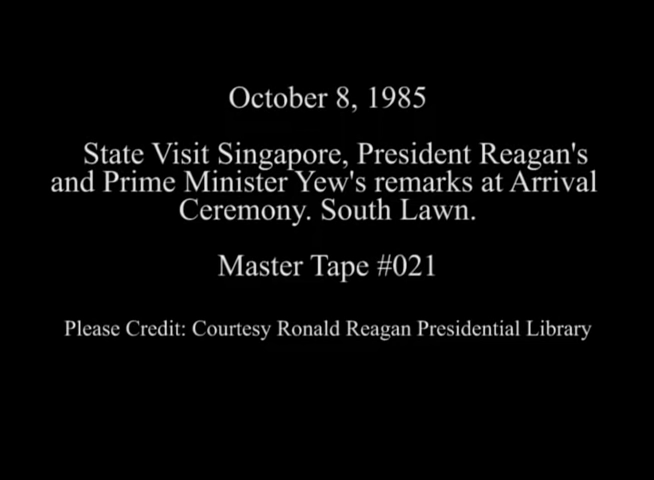 October 8, 1985
State Visit Singapore, President Reagan's
and Prime Minister Yew's remarks at Arrival
Ceremony. South Lawn.
Master Tape #021
Please Credit: Courtesy Ronald Reagan Presidential Library